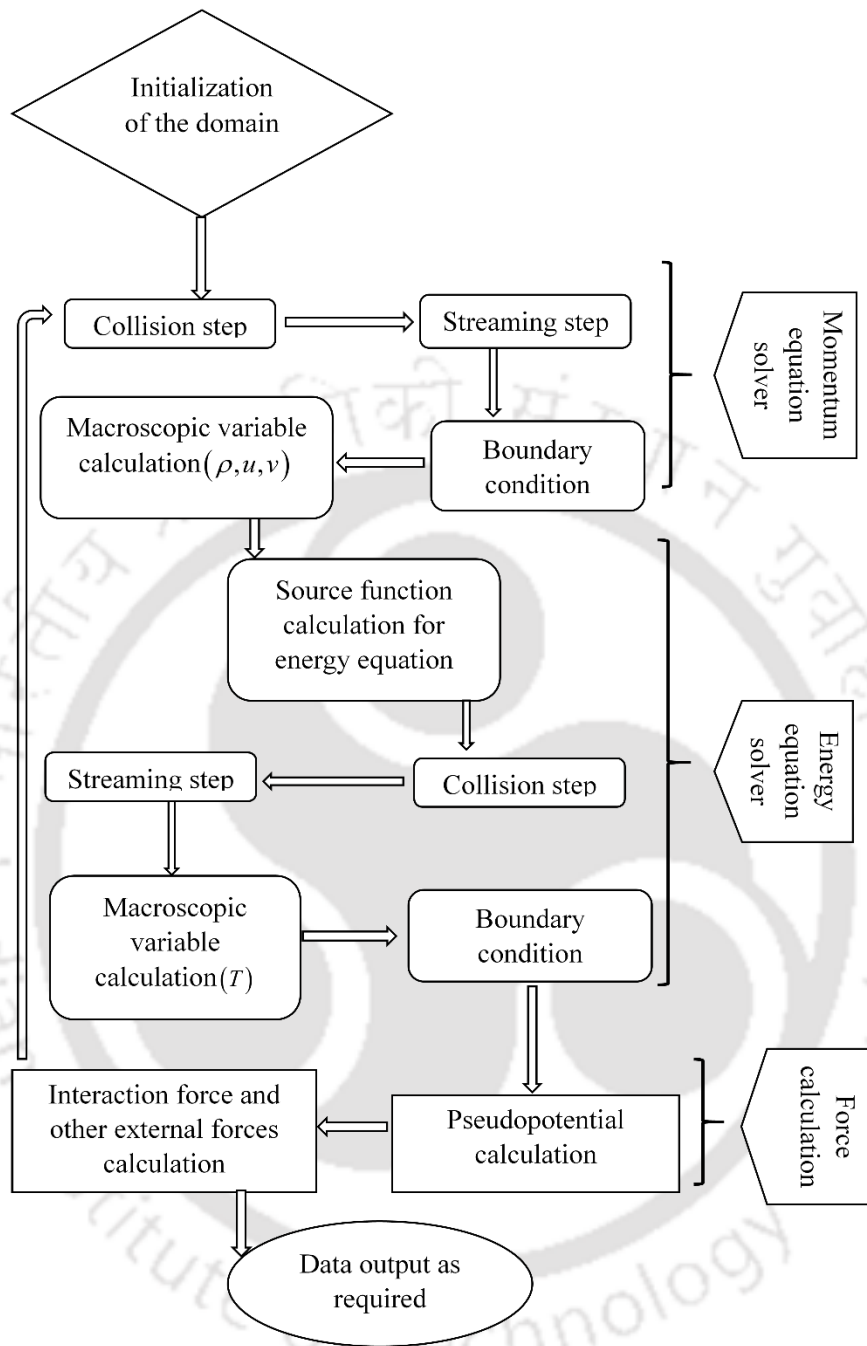 Initialization
of the domain
Collision step
Streaming step
Momentum
equation
solver
Macroscopic variable
calculation(ρ,u,v)
Boundary
condition
Source function
calculation for
energy equation
Energy
equation
solver
Streaming step
Collision step
Macroscopic
variable
calculation(T)
Boundary
condition
Interaction force and
other external forces
calculation
Pseudopotential
calculation
Force
calculation
Data output as
required